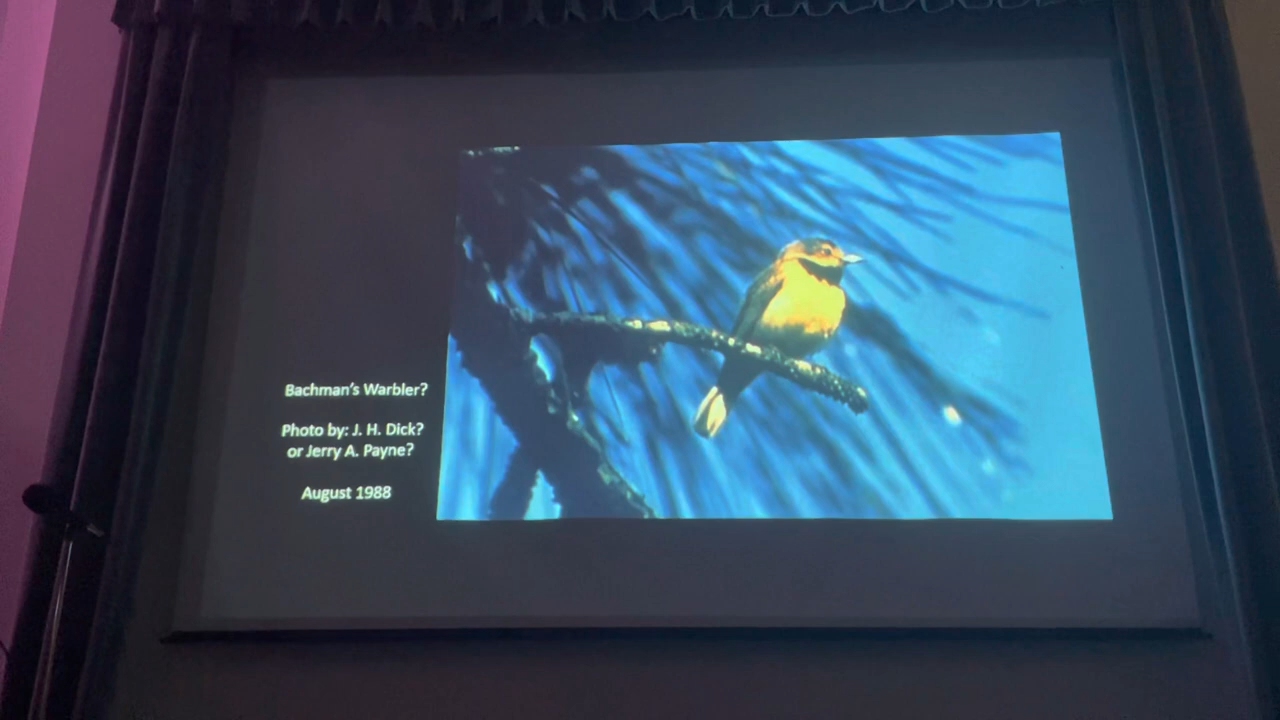 Bachman's Warbler?
Photo by: J. H. Dick?
or Jerry A. Payne?
August 1988